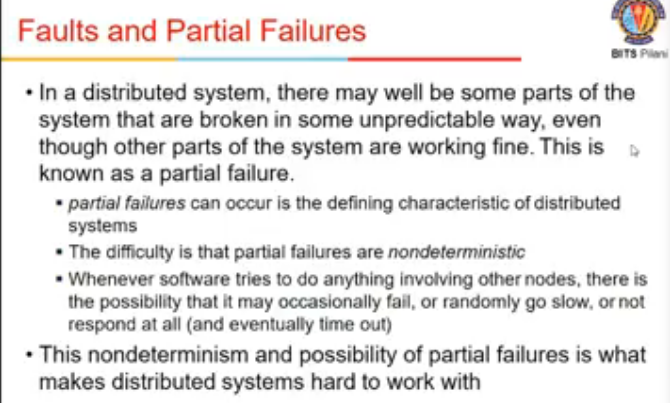 Faults and Partial Failures
BITS Pilani
• In a distributed system, there may well be some parts of the
system that are broken in some unpredictable way, even
though other parts of the system are working fine. This is
known as a partial failure.
▪ partial failures can occur is the defining characteristic of distributed
systems
▪ The difficulty is that partial failures are nondeterministic
▪ Whenever software tries to do anything involving other nodes, there is
the possibility that it may occasionally fail, or randomly go slow, or not
respond at all (and eventually time out)
• This nondeterminism and possibility of partial failures is what
makes distributed systems hard to work with